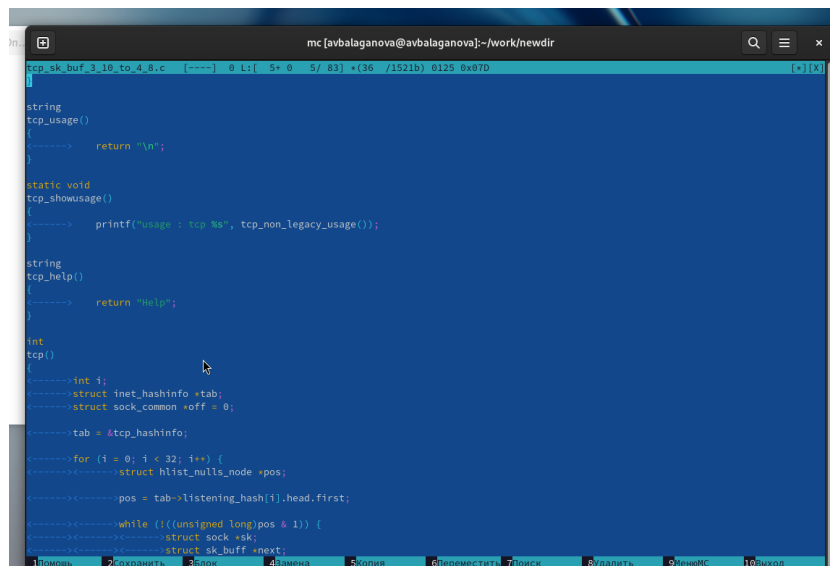 mc [avbalaganova@avbalaganova]:~/work/newdir
tcp_sk_buf_3_10_to_4_8.c [----] 0 L:[ 5+ 0 5/ 83] *(36 /1521b) 0125 0x07D [*][X]
}
string
tcp_usage()
{
<------> return "\n";
}
static void
tcp_showusage()
{
<------> printf("usage : tcp %s", tcp_non_legacy_usage());
}
string
tcp_help()
{
<------> return "Help";
}
int
tcp()
{
<------>int i;
<------>struct inet_hashinfo *tab;
<------>struct sock_common *off = 0;
<------>tab = &tcp_hashinfo;
<------>for (i = 0; i < 32; i++) {
<------><------>struct hlist_nulls_node *pos;
<------><------>pos = tab->listening_hash[i].head.first;
<------><------>while (!((unsigned long)pos & 1)) {
<------><------><------>struct sock *sk;
<------><------><------>struct sk_buff *next;
1Помощь 2Сохранить 3Блок 4Замена 5Копия 6Переместить 7Поиск 8Удалить 9МенюMC 10Выход